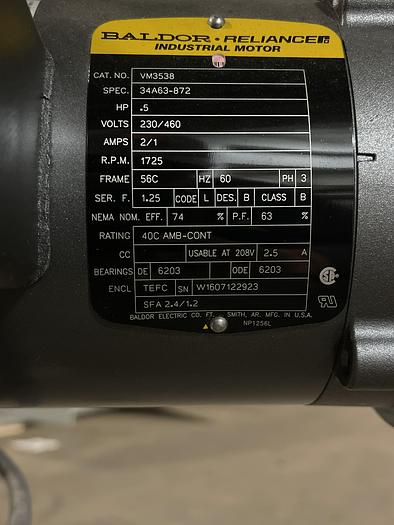 BALDOR • RELIANCE
INDUSTRIAL MOTOR
CAT. NO. VM3538
SPEC. 34A63-872
HP .5
VOLTS 230/460
AMPS 2/1
R.P.M. 1725
FRAME 56C HZ 60 PH 3
SER. F. 1.25 CODE L DES. B CLASS B
NEMA NOM. EFF. 74 % P.F. 63 %
RATING 40C AMB-CONT
CC USABLE AT 208V 2.5 A
BEARINGS DE 6203 ODE 6203
ENCL TEFC SN W1607122923
SFA 2.4/1.2
BALDOR ELECTRIC CO. FT. SMITH, AR. MFG. IN U.S.A.
NP1256L